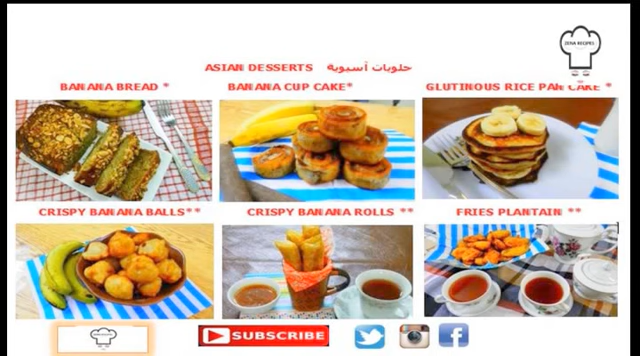 ZENA RECIPES
ASIAN DESSERTS حلويات آسيوية
BANANA BREAD *
BANANA CUP CAKE*
GLUTINOUS RICE PAN CAKE *
CRISPY BANANA BALLS**
CRISPY BANANA ROLLS **
FRIES PLANTAIN **
SUBSCRIBE